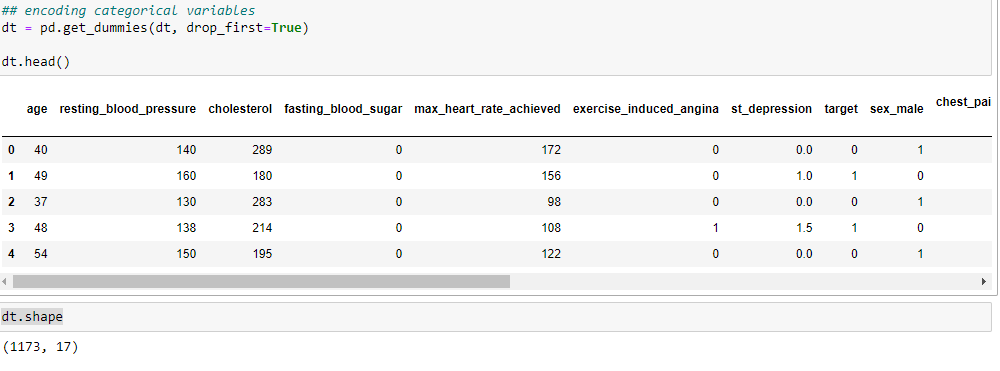 ## encoding categorical variables
dt = pd.get_dummies(dt, drop_first=True)
dt.head()
age resting_blood_pressure cholesterol fasting_blood_sugar max_heart_rate_achieved exercise_induced_angina st_depression target sex_male chest_pai
0 40 140 289 0 172 0 0.0 0 1
1 49 160 180 0 156 0 1.0 1 0
2 37 130 283 0 98 0 0.0 0 1
3 48 138 214 0 108 1 1.5 1 0
4 54 150 195 0 122 0 0.0 0 1
dt.shape
(1173, 17)